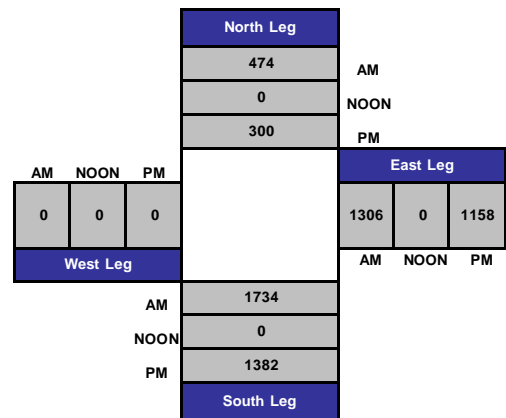 North Leg
474 AM
0 NOON
300 PM
AM NOON PM
East Leg
0 0 0
1306 0 1158
West Leg
AM NOON PM
AM 1734
NOON 0
PM 1382
South Leg